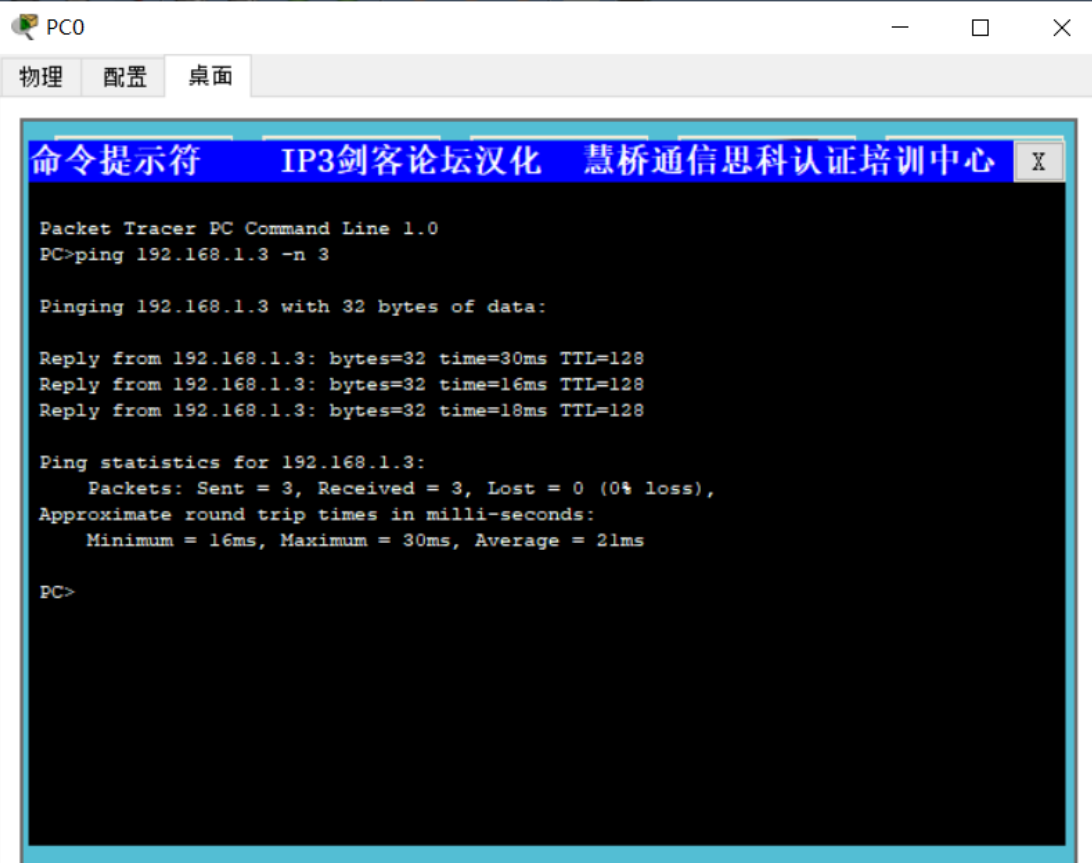 PC0
物理 配置 桌面
命令提示符 IP3剑客论坛汉化 慧桥通信思科认证培训中心 X
Packet Tracer PC Command Line 1.0
PC>ping 192.168.1.3 -n 3
Pinging 192.168.1.3 with 32 bytes of data:
Reply from 192.168.1.3: bytes=32 time=30ms TTL=128
Reply from 192.168.1.3: bytes=32 time=16ms TTL=128
Reply from 192.168.1.3: bytes=32 time=18ms TTL=128
Ping statistics for 192.168.1.3:
Packets: Sent = 3, Received = 3, Lost = 0 (0% loss),
Approximate round trip times in milli-seconds:
Minimum = 16ms, Maximum = 30ms, Average = 21ms
PC>